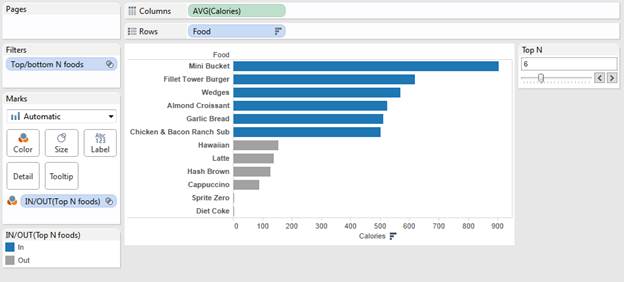 Pages
Columns
AVG(Calories)
Rows
Food
Filters
Top/bottom N foods
Marks
Automatic
Color
Size
Abc
123
Label
Detail
Tooltip
IN/OUT(Top N foods)
IN/OUT(Top N foods)
In
Out
Food
Mini Bucket
Fillet Tower Burger
Wedges
Almond Croissant
Garlic Bread
Chicken & Bacon Ranch Sub
Hawaiian
Latte
Hash Brown
Cappuccino
Sprite Zero
Diet Coke
0 100 200 300 400 500 600 700 800 900
Calories
Top N
6